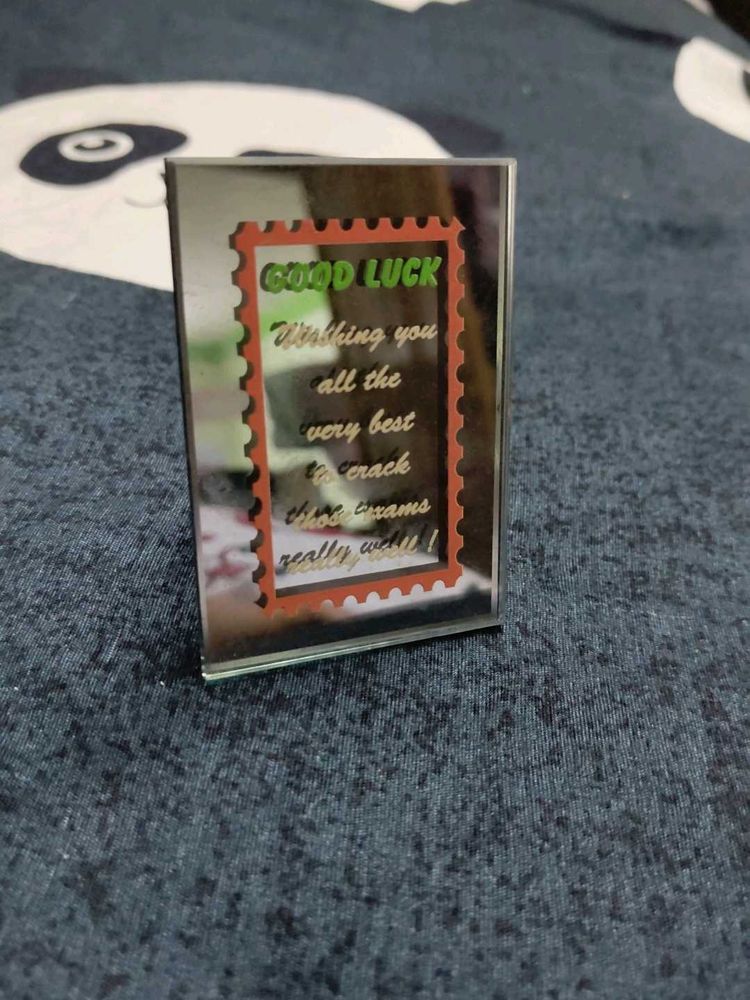 GOOD LUCK
Wishing you
all the
very best
to crack
those exams
really well!